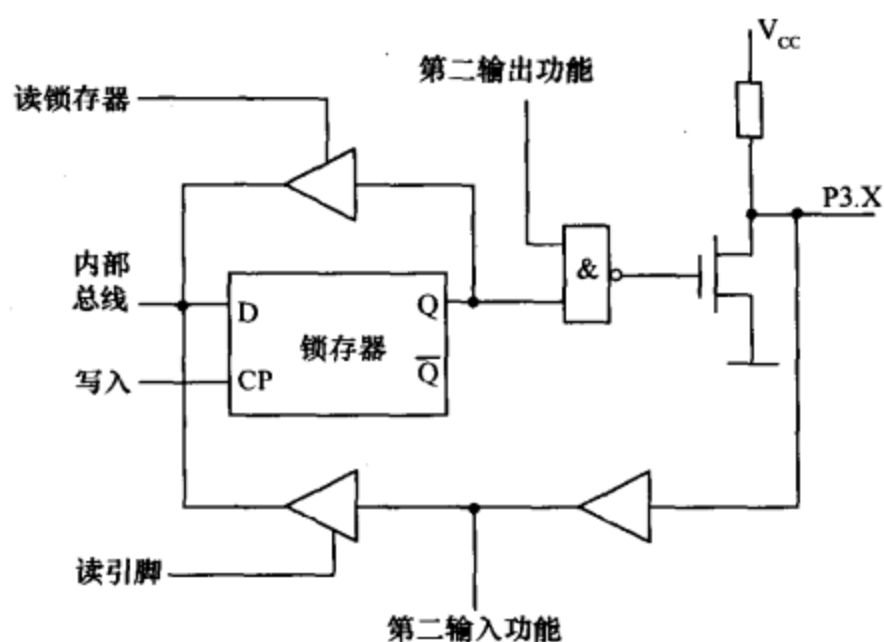 V_CC
第二输出功能
读锁存器
P3.X
内部
总线
&
D
Q
锁存器
写入
CP
Q̅
读引脚
第二输入功能